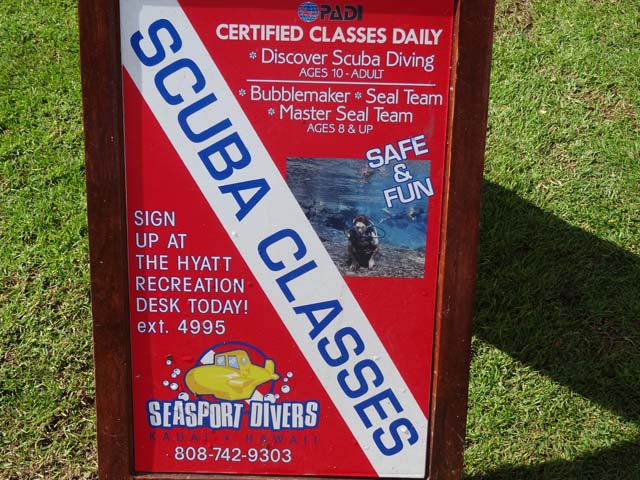 PADI
CERTIFIED CLASSES DAILY
* Discover Scuba Diving
AGES 10 - ADULT
* Bubblemaker * Seal Team
* Master Seal Team
AGES 8 & UP
SAFE
&
FUN
SCUBA CLASSES
SIGN
UP AT
THE HYATT
RECREATION
DESK TODAY!
ext. 4995
SEASPORT DIVERS
KAUAI • HAWAII
808-742-9303